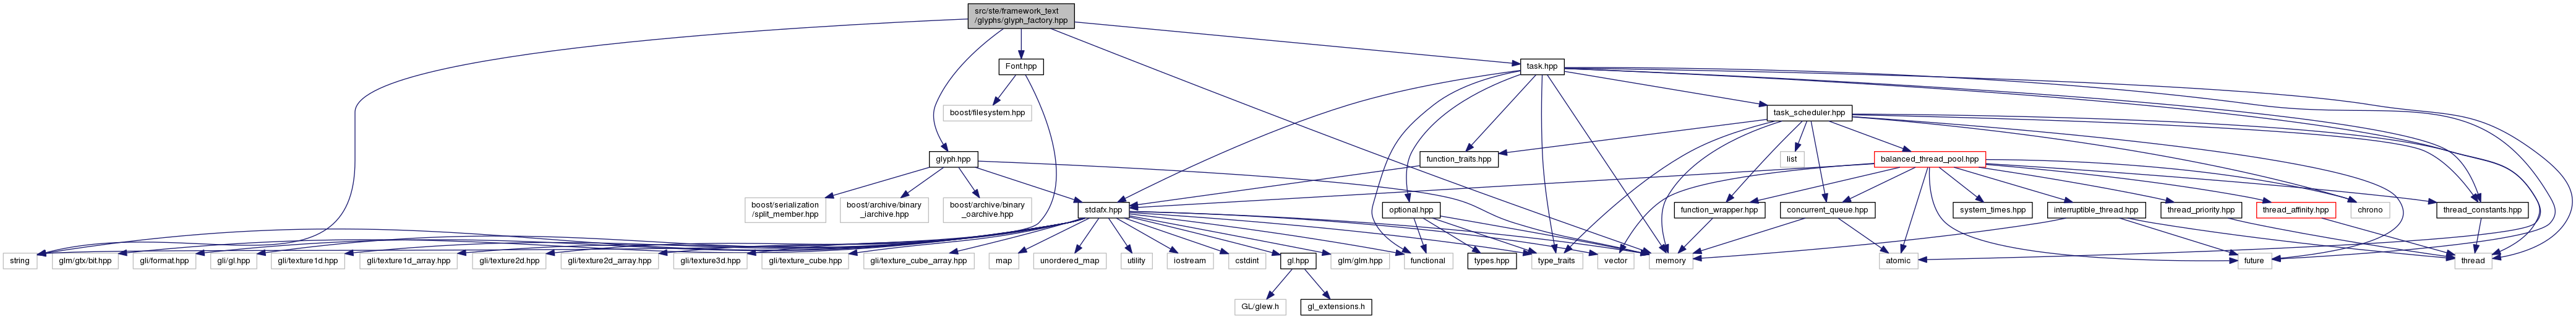 src/ste/framework_text
/glyphs/glyph_factory.hpp
Font.hpp
task.hpp
boost/filesystem.hpp
task_scheduler.hpp
glyph.hpp
function_traits.hpp
list
balanced_thread_pool.hpp
boost/serialization
/split_member.hpp
boost/archive/binary
_iarchive.hpp
boost/archive/binary
_oarchive.hpp
stdafx.hpp
optional.hpp
function_wrapper.hpp
concurrent_queue.hpp
system_times.hpp
interruptible_thread.hpp
thread_priority.hpp
thread_affinity.hpp
chrono
thread_constants.hpp
string
glm/gtx/bit.hpp
gli/format.hpp
gli/gl.hpp
gli/texture1d.hpp
gli/texture1d_array.hpp
gli/texture2d.hpp
gli/texture2d_array.hpp
gli/texture3d.hpp
gli/texture_cube.hpp
gli/texture_cube_array.hpp
map
unordered_map
utility
iostream
cstdint
gl.hpp
glm/glm.hpp
functional
types.hpp
type_traits
vector
memory
atomic
future
thread
GL/glew.h
gl_extensions.h